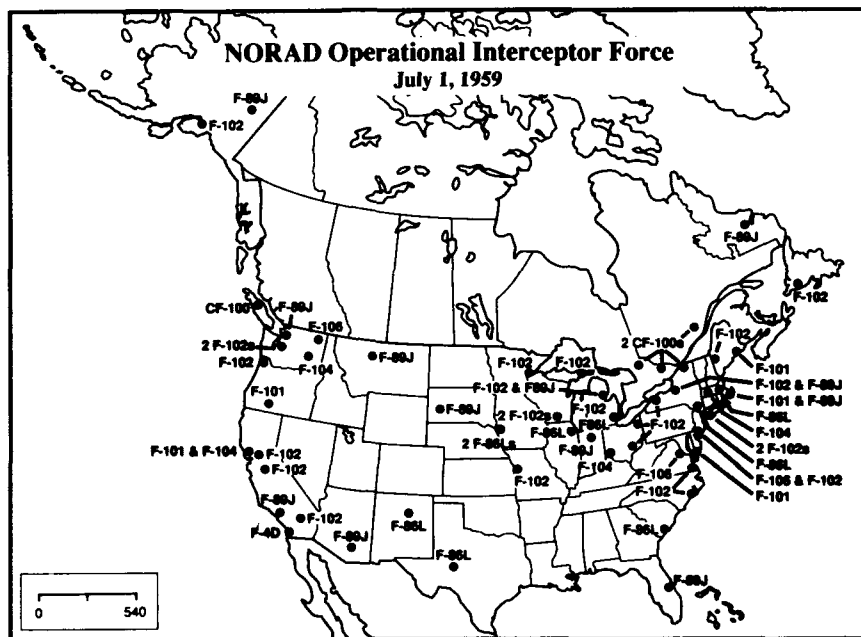 NORAD Operational Interceptor Force
July 1, 1959
F-89J
F-102
F-89J
F-102
CF-100
F-89J
2 F-102s
F-106
F-102
F-104
F-89J
F-101
F-102
F-102
2 CF-100s
F-102
F-101
F-102 & F89J
F-102 & F-89J
F-101 & F-89J
F-89J
2 F-102s
F-102
F-86L
F-86L
F-86L
2 F-86Ls
F-89J
F-102
F-104
F-104
2 F-102s
F-86L
F-106 & F-102
F-101
F-101 & F-104
F-102
F-102
F-102
F-106
F-102
F-89J
F-102
F-4D
F-89J
F-86L
F-86L
F-86L
F-89J
0
540